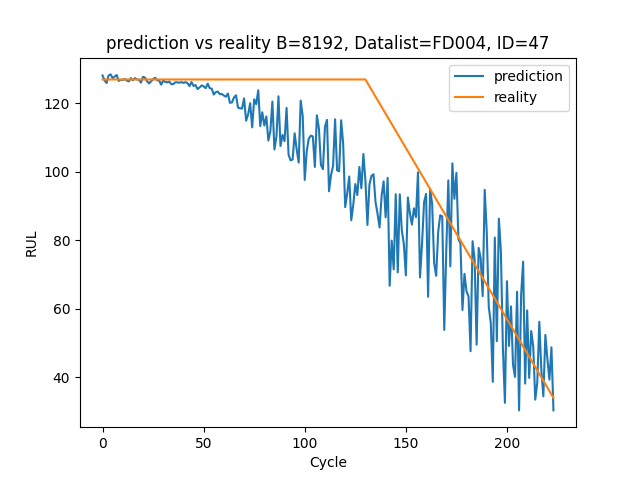 prediction vs reality B=8192, Datalist=FD004, ID=47
prediction
reality
RUL
120
100
80
60
40
0
50
100
150
200
Cycle